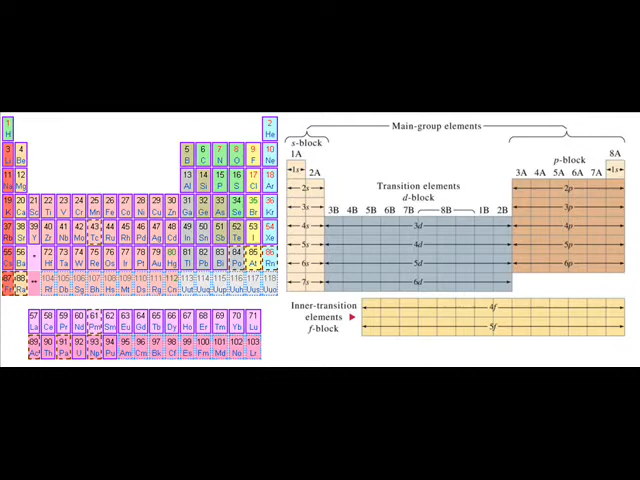 1 2
H He
3 4 5 6 7 8 9 10
Li Be B C N O F Ne
11 12 13 14 15 16 17 18
Na Mg Al Si P S Cl Ar
19 20 21 22 23 24 25 26 27 28 29 30 31 32 33 34 35 36
K Ca Sc Ti V Cr Mn Fe Co Ni Cu Zn Ga Ge As Se Br Kr
37 38 39 40 41 42 43 44 45 46 47 48 49 50 51 52 53 54
Rb Sr Y Zr Nb Mo Tc Ru Rh Pd Ag Cd In Sn Sb Te I Xe
55 56 * 72 73 74 75 76 77 78 79 80 81 82 83 84 85 86
Cs Ba Hf Ta W Re Os Ir Pt Au Hg Tl Pb Bi Po At Rn
87 88 ** 104 105 106 107 108 109 110 111 112 113 114 115 116 117 118
Fr Ra Rf Db Sg Bh Hs Mt Ds Rg Cn Uut Uuq Uup Uuh Uus Uuo
57 58 59 60 61 62 63 64 65 66 67 68 69 70 71
La Ce Pr Nd Pm Sm Eu Gd Tb Dy Ho Er Tm Yb Lu
89 90 91 92 93 94 95 96 97 98 99 100 101 102 103
Ac Th Pa U Np Pu Am Cm Bk Cf Es Fm Md No Lr
Main-group elements
s-block
1A
p-block
8A
1s 2A
Transition elements
d-block
3A 4A 5A 6A 7A 1s
2s 2p
3s 3B 4B 5B 6B 7B 8B 1B 2B 3p
4s 3d 4p
5s 4d 5p
6s 5d 6p
7s 6d
Inner-transition
elements
f-block
4f
5f